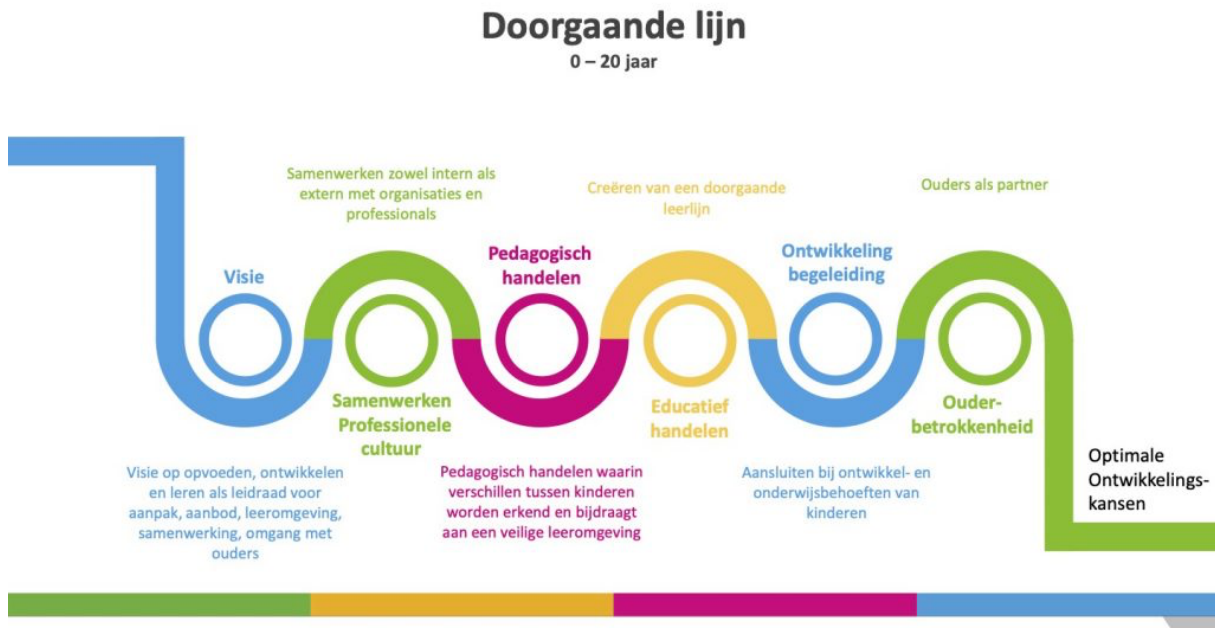 Doorgaande lijn
0 – 20 jaar
Samenwerken zowel intern als
extern met organisaties en
professionals
Creëren van een doorgaande
leerlijn
Ouders als partner
Visie
Pedagogisch
handelen
Ontwikkeling
begeleiding
Samenwerken
Professionele
cultuur
Educatief
handelen
Ouder-
betrokkenheid
Visie op opvoeden, ontwikkelen
en leren als leidraad voor
aanpak, aanbod, leeromgeving,
samenwerking, omgang met
ouders
Pedagogisch handelen waarin
verschillen tussen kinderen
worden erkend en bijdraagt
aan een veilige leeromgeving
Aansluiten bij ontwikkel- en
onderwijsbehoeften van
kinderen
Optimale
Ontwikkelings-
kansen